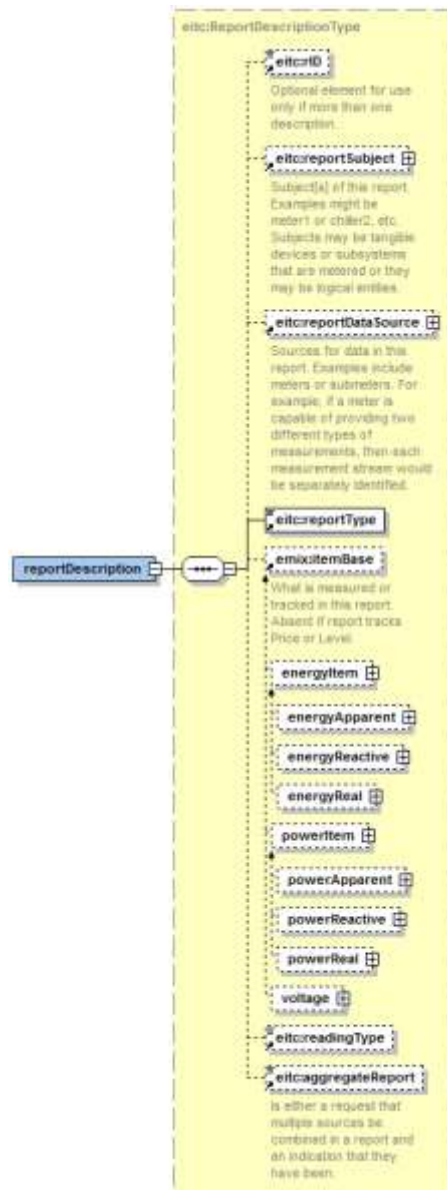 eitc:ReportDescriptionType
eitc:rID
Optional element for use
only if more than one
description.
eitc:reportSubject
Subject[s] of this report.
Examples might be
meter1 or chiller2, etc.
Subjects may be tangible
devices or subsystems
that are metered or they
may be logical entities.
eitc:reportDataSource
Sources for data in this
report. Examples include
meters or submeters. For
example, if a meter is
capable of providing two
different types of
measurements, then each
measurement stream would
be separately identified.
eitc:reportType
reportDescription
emix:itemBase
What is measured or
tracked in this report.
Absent if report tracks
Price or Level.
energyItem
energyApparent
energyReactive
energyReal
powerItem
powerApparent
powerReactive
powerReal
voltage
eitc:readingType
eitc:aggregateReport
Is either a request that
multiple sources be
combined in a report and
an indication that they
have been.